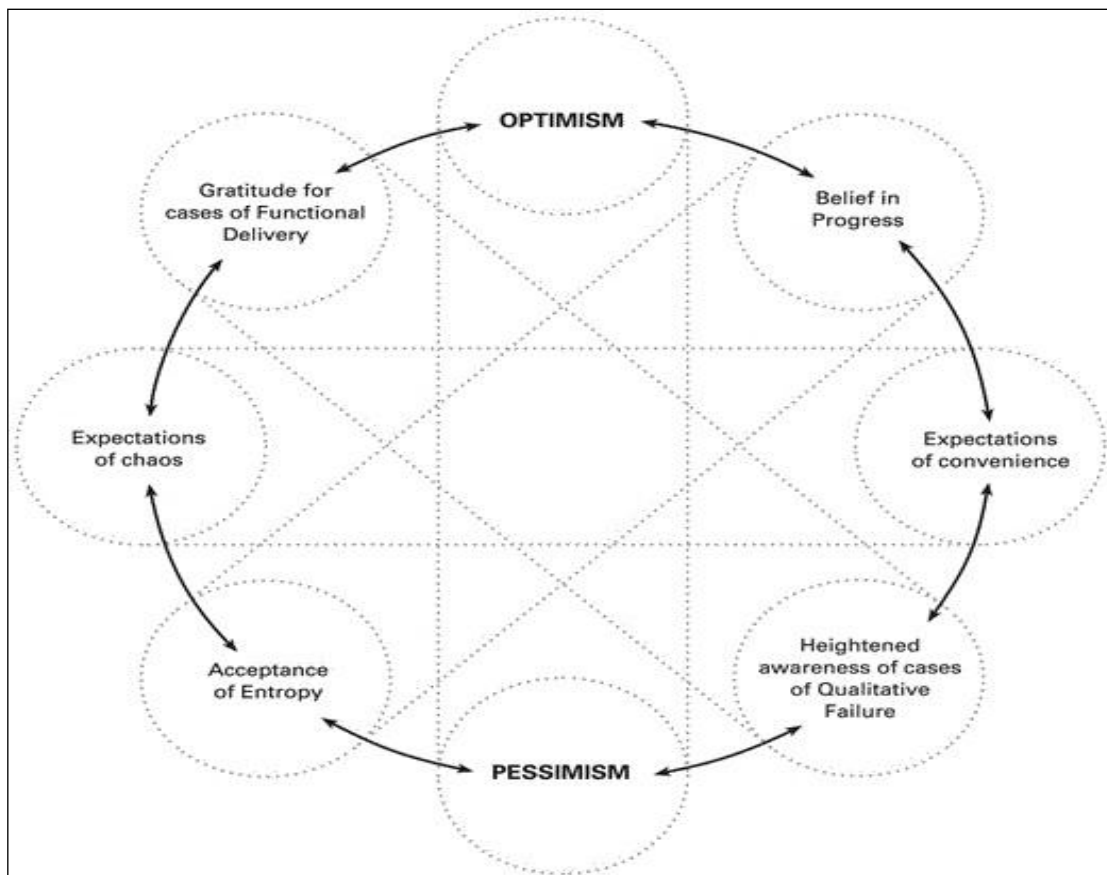 OPTIMISM
Gratitude for
cases of Functional
Delivery
Belief in
Progress
Expectations
of chaos
Expectations
of convenience
Acceptance
of Entropy
Heightened
awareness of cases
of Qualitative
Failure
PESSIMISM